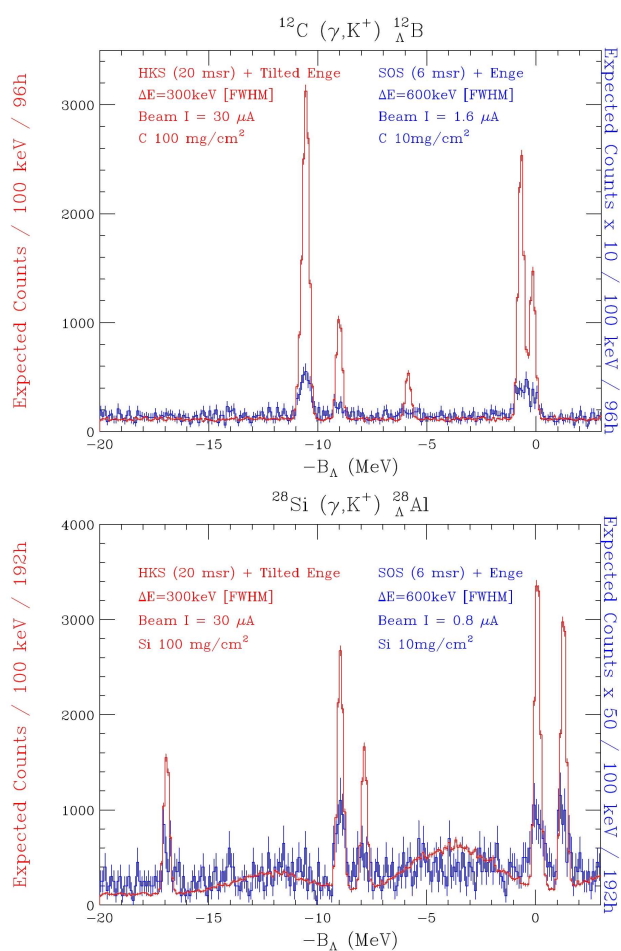 ¹²C (γ,K⁺) ¹²ΛB
Expected Counts / 100 keV / 96h
HKS (20 msr) + Tilted Enge
ΔE=300keV [FWHM]
Beam I = 30 μA
C 100 mg/cm²
SOS (6 msr) + Enge
ΔE=600keV [FWHM]
Beam I = 1.6 μA
C 10mg/cm²
Expected Counts x 10 / 100 keV / 96h
3000
2000
1000
0
−20 −15 −10 −5 0
−B_Λ (MeV)
²⁸Si (γ,K⁺) ²⁸ΛAl
Expected Counts / 100 keV / 192h
HKS (20 msr) + Tilted Enge
ΔE=300keV [FWHM]
Beam I = 30 μA
Si 100 mg/cm²
SOS (6 msr) + Enge
ΔE=600keV [FWHM]
Beam I = 0.8 μA
Si 10mg/cm²
Expected Counts x 50 / 100 keV / 192h
4000
3000
2000
1000
0
−20 −15 −10 −5 0
−B_Λ (MeV)